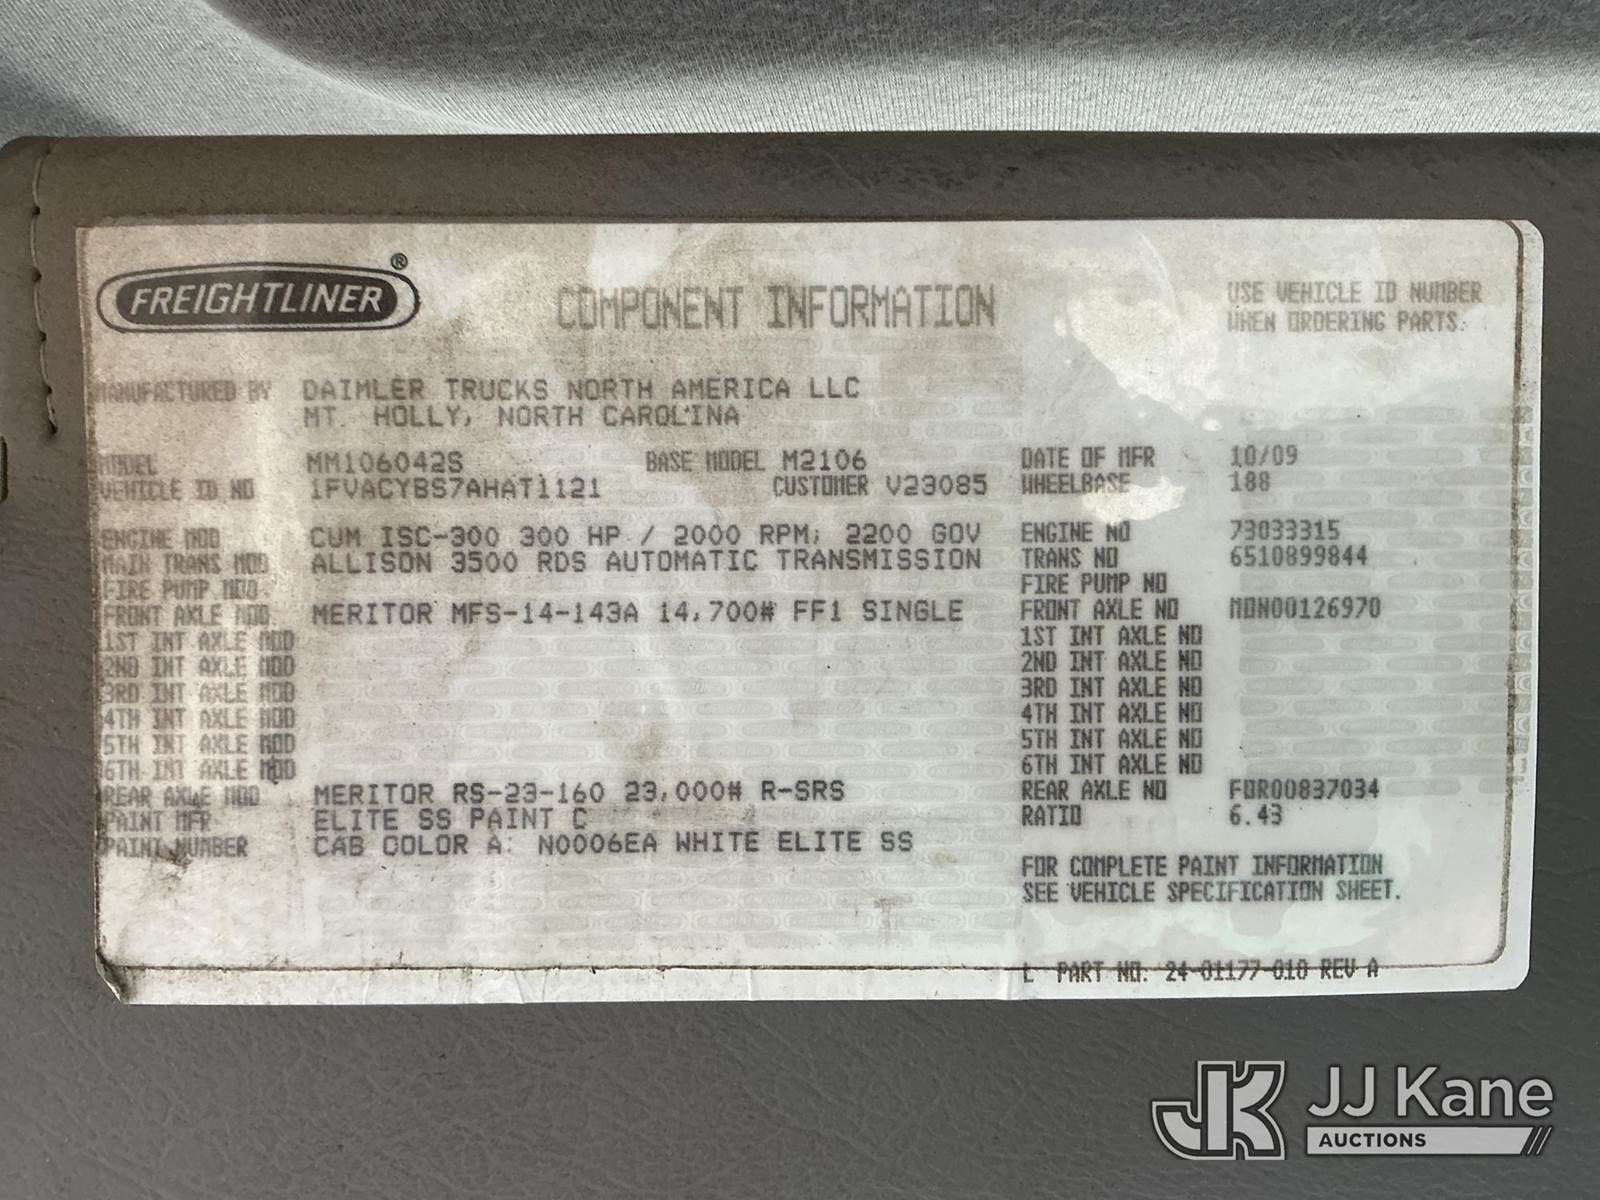 FREIGHTLINER®
COMPONENT INFORMATION
USE VEHICLE ID NUMBER
WHEN ORDERING PARTS.
MANUFACTURED BY DAIMLER TRUCKS NORTH AMERICA LLC
MT. HOLLY, NORTH CAROLINA
MODEL MM106042S BASE MODEL M2106 DATE OF MFR 10/09
VEHICLE ID NO 1FVACYBS7AHAT1121 CUSTOMER V23085 WHEELBASE 188
ENGINE MOD CUM ISC-300 300 HP / 2000 RPM; 2200 GOV ENGINE NO 73033315
MAIN TRANS MOD ALLISON 3500 RDS AUTOMATIC TRANSMISSION TRANS NO 6510899844
FIRE PUMP MOD FIRE PUMP NO
FRONT AXLE MOD MERITOR MFS-14-143A 14,700# FF1 SINGLE FRONT AXLE NO MON00126970
1ST INT AXLE MOD 1ST INT AXLE NO
2ND INT AXLE MOD 2ND INT AXLE NO
3RD INT AXLE MOD 3RD INT AXLE NO
4TH INT AXLE MOD 4TH INT AXLE NO
5TH INT AXLE MOD 5TH INT AXLE NO
6TH INT AXLE MOD 6TH INT AXLE NO
REAR AXLE MOD MERITOR RS-23-160 23,000# R-SRS REAR AXLE NO FOR00837034
PAINT MFR ELITE SS PAINT C RATIO 6.43
PAINT NUMBER CAB COLOR A: N0006EA WHITE ELITE SS
FOR COMPLETE PAINT INFORMATION
SEE VEHICLE SPECIFICATION SHEET.
L PART NO: 24-01177-010 REV A
JK JJ Kane
AUCTIONS